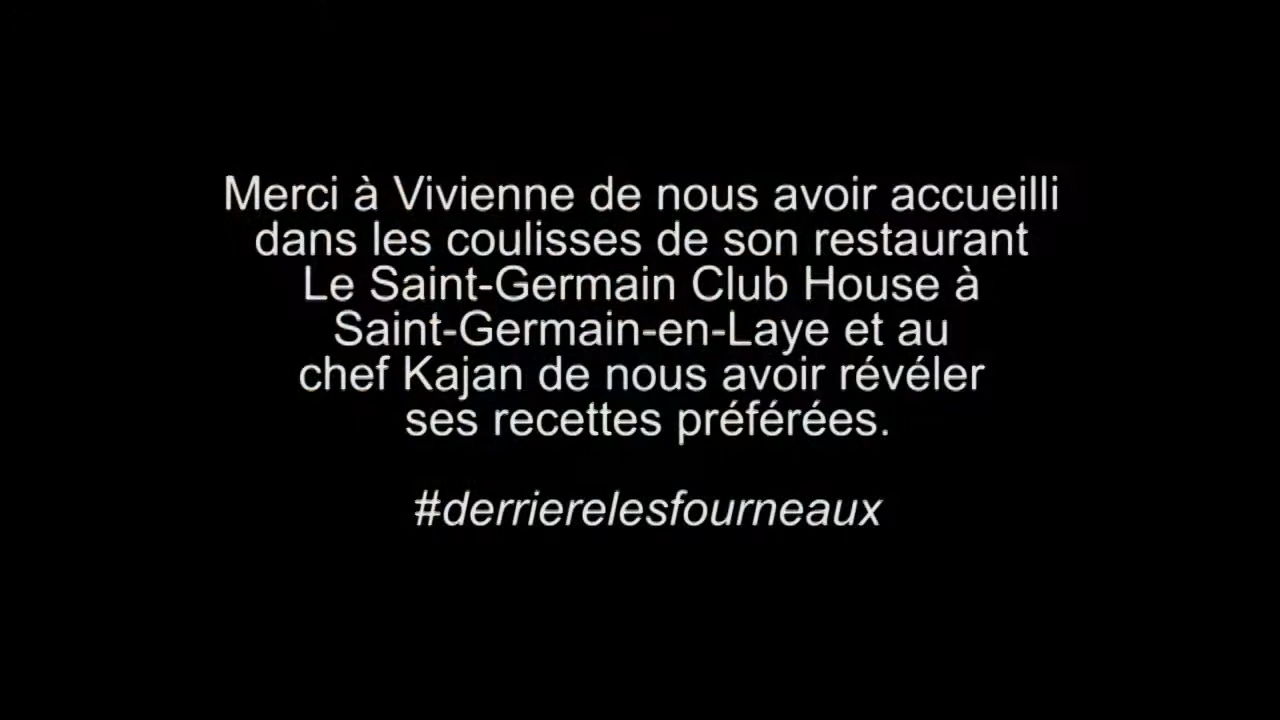 Merci à Vivienne de nous avoir accueilli
dans les coulisses de son restaurant
Le Saint-Germain Club House à
Saint-Germain-en-Laye et au
chef Kajan de nous avoir révéler
ses recettes préférées.
#derrierelesfourneaux